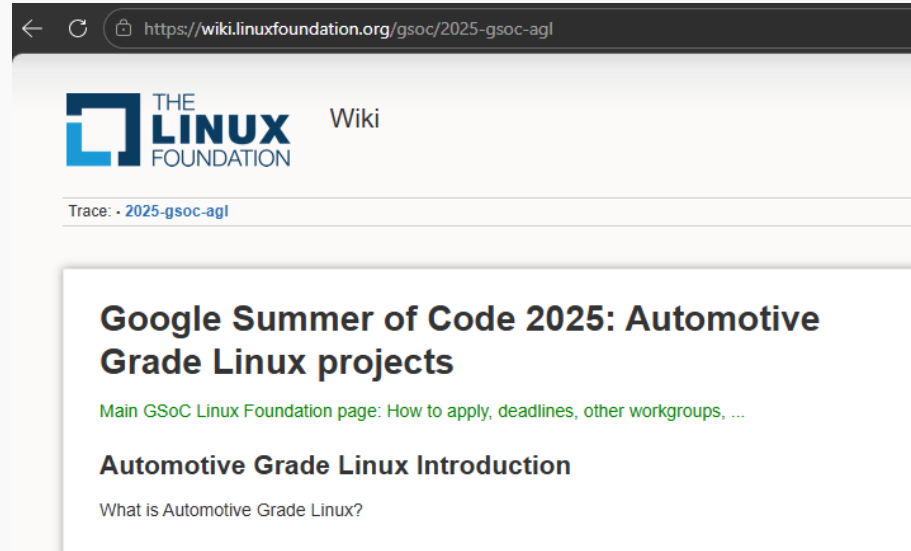 https://wiki.linuxfoundation.org/gsoc/2025-gsoc-agl
THE
LINUX
FOUNDATION
Wiki
Trace: • 2025-gsoc-agl
Google Summer of Code 2025: Automotive
Grade Linux projects
Main GSoC Linux Foundation page: How to apply, deadlines, other workgroups, ...
Automotive Grade Linux Introduction
What is Automotive Grade Linux?